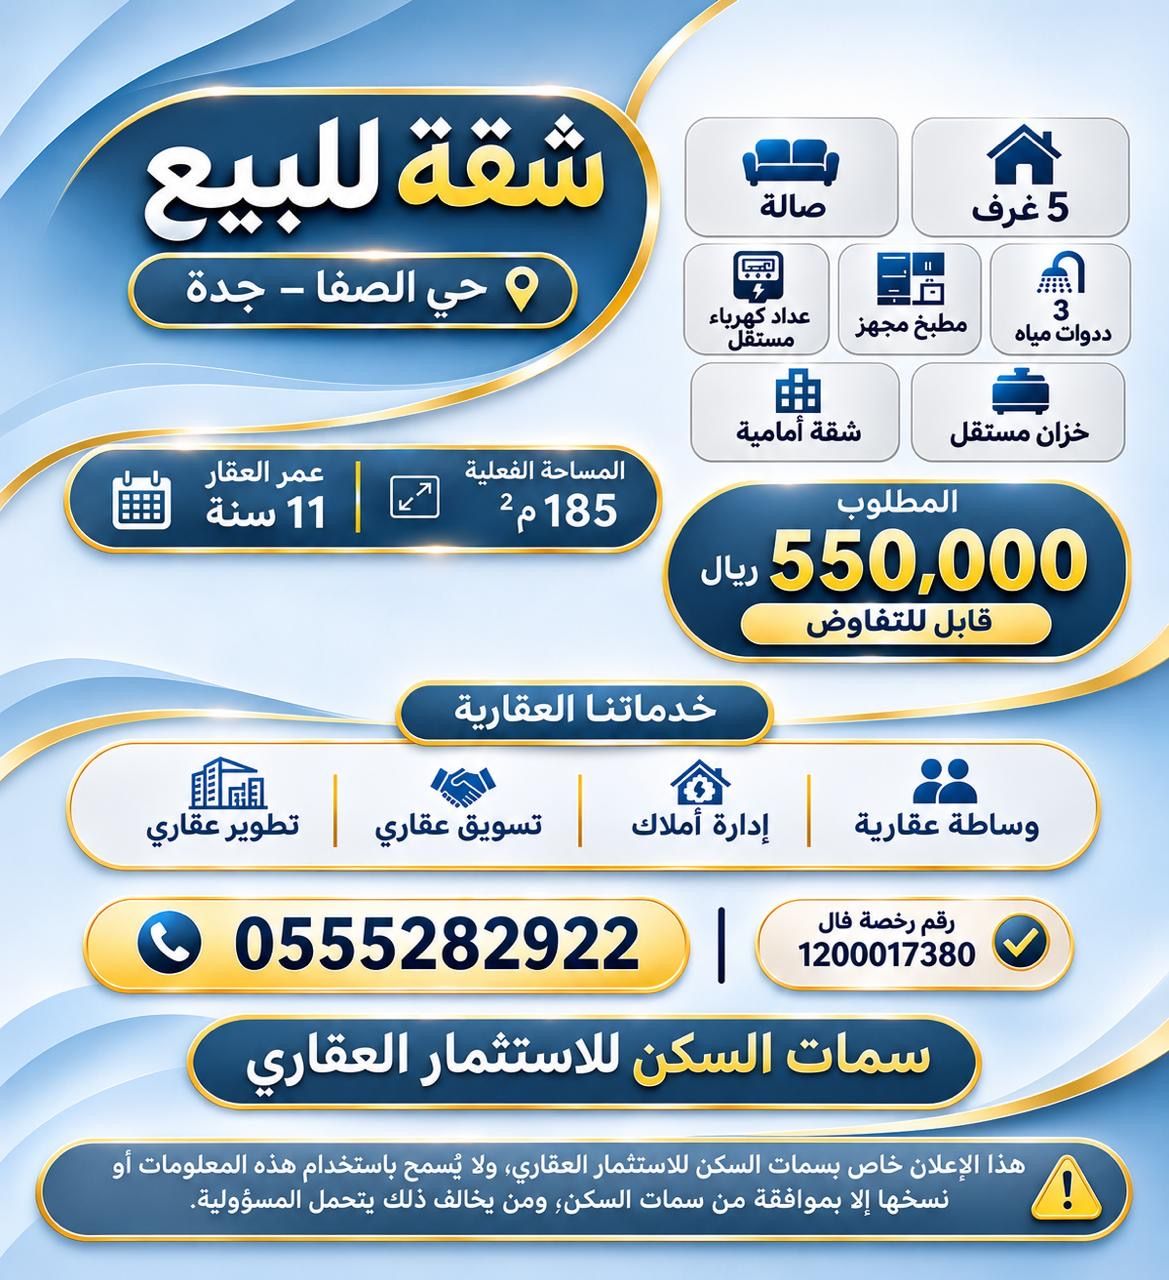 شقة للبيع
حي الصفا – جدة
5 غرف
صالة
3
ددوات مياه
مطبخ مجهز
عداد كهرباء
مستقل
خزان مستقل
شقة أمامية
المساحة الفعلية
185 م²
عمر العقار
11 سنة
المطلوب
550,000 ريال
قابل للتفاوض
خدماتنا العقارية
وساطة عقارية
إدارة أملاك
تسويق عقاري
تطوير عقاري
رقم رخصة فال
1200017380
0555282922
سمات السكن للاستثمار العقاري
هذا الإعلان خاص بسمات السكن للاستثمار العقاري، ولا يُسمح باستخدام هذه المعلومات أو
نسخها إلا بموافقة من سمات السكن، ومن يخالف ذلك يتحمل المسؤولية.